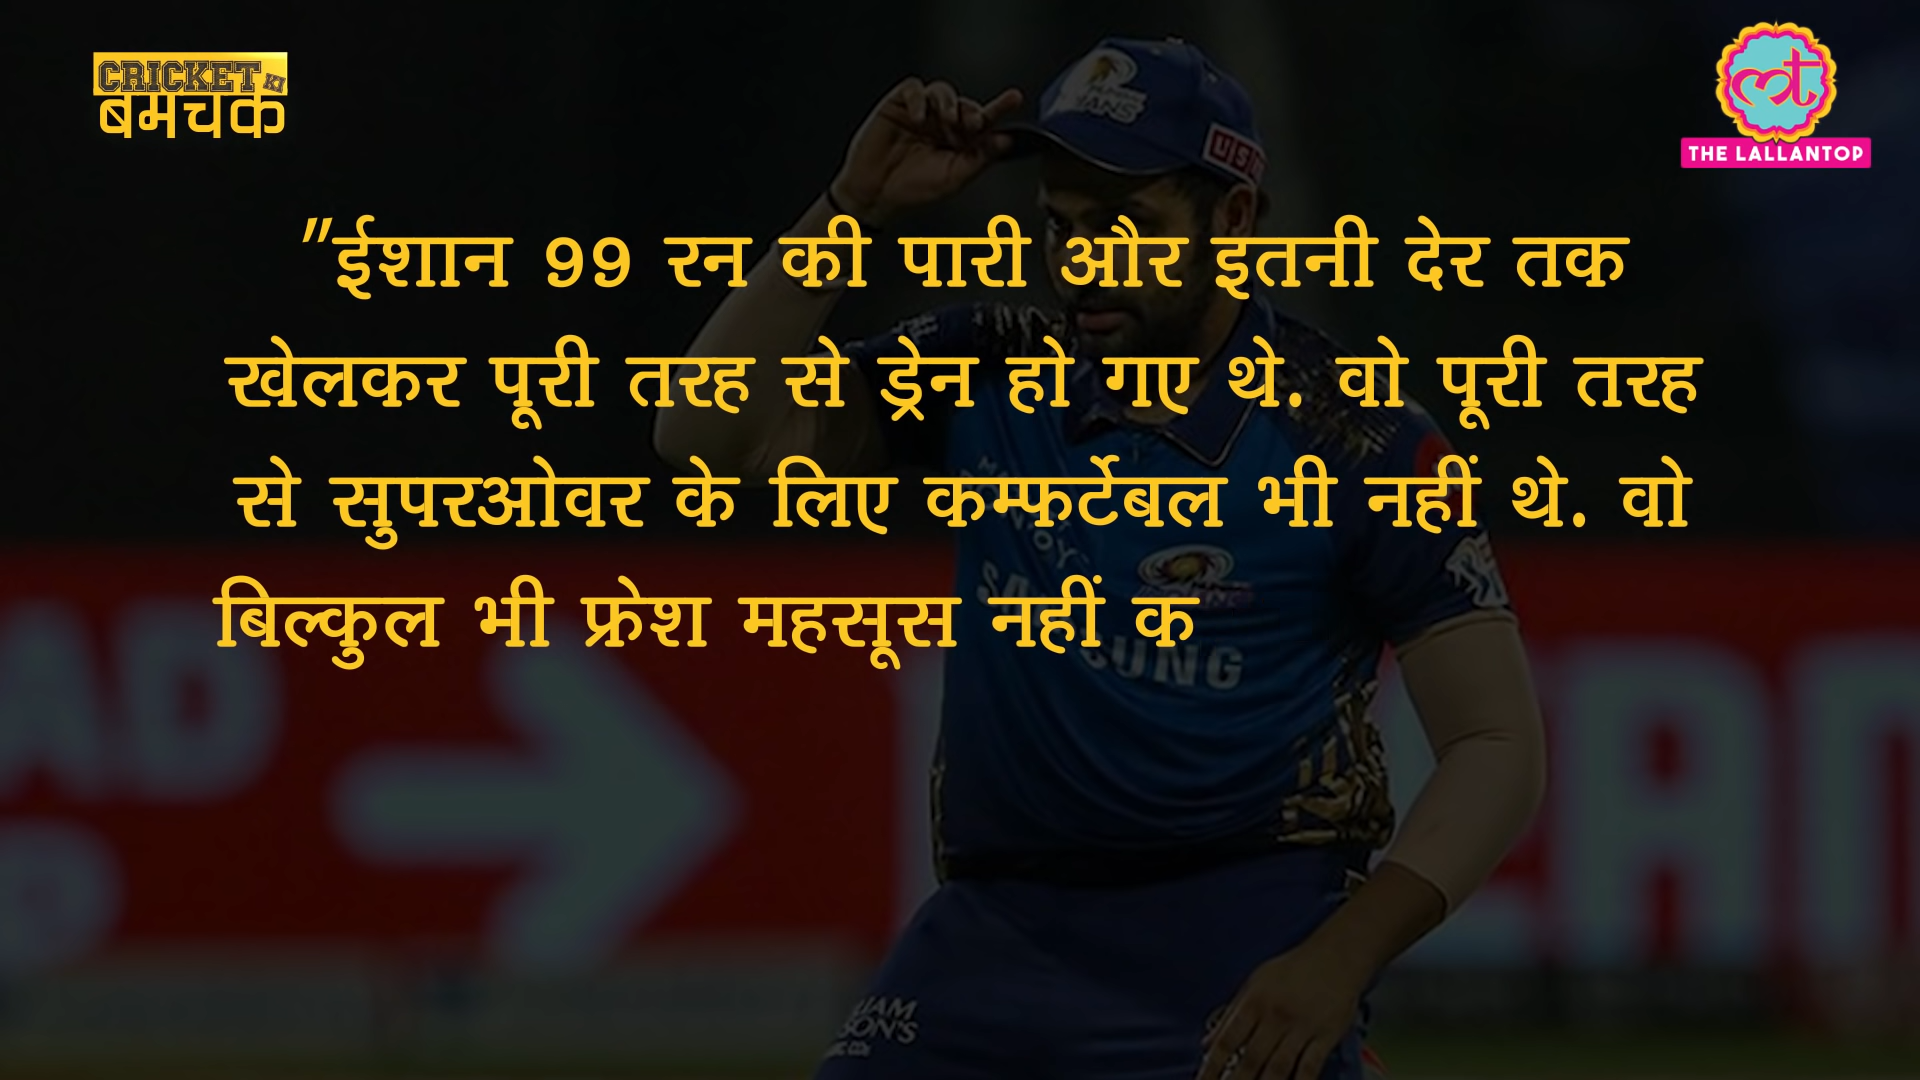 CRICKET KI
बमचक
THE LALLANTOP
"ईशान 99 रन की पारी और इतनी देर तक
खेलकर पूरी तरह से ड्रेन हो गए थे. वो पूरी तरह
से सुपरओवर के लिए कम्फर्टेबल भी नहीं थे. वो
बिल्कुल भी फ्रेश महसूस नहीं क
SAMSUNG